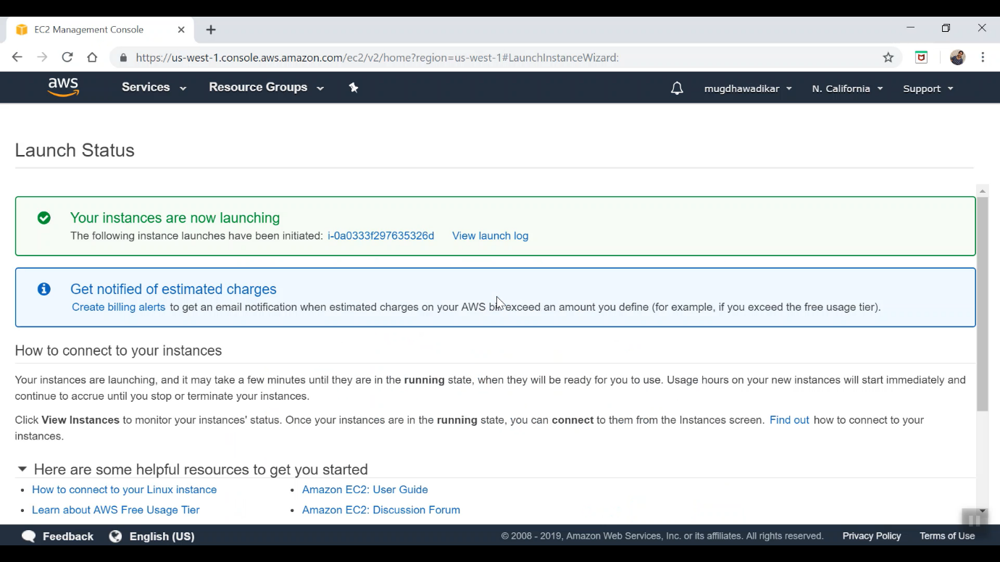 EC2 Management Console
https://us-west-1.console.aws.amazon.com/ec2/v2/home?region=us-west-1#LaunchInstanceWizard:
aws Services Resource Groups mugdhawadikar N. California Support
Launch Status
Your instances are now launching
The following instance launches have been initiated: i-0a0333f297635326d View launch log
Get notified of estimated charges
Create billing alerts to get an email notification when estimated charges on your AWS bill exceed an amount you define (for example, if you exceed the free usage tier).
How to connect to your instances
Your instances are launching, and it may take a few minutes until they are in the running state, when they will be ready for you to use. Usage hours on your new instances will start immediately and
continue to accrue until you stop or terminate your instances.
Click View Instances to monitor your instances' status. Once your instances are in the running state, you can connect to them from the Instances screen. Find out how to connect to your
instances.
Here are some helpful resources to get you started
• How to connect to your Linux instance • Amazon EC2: User Guide
• Learn about AWS Free Usage Tier • Amazon EC2: Discussion Forum
Feedback English (US) © 2008 - 2019, Amazon Web Services, Inc. or its affiliates. All rights reserved. Privacy Policy Terms of Use